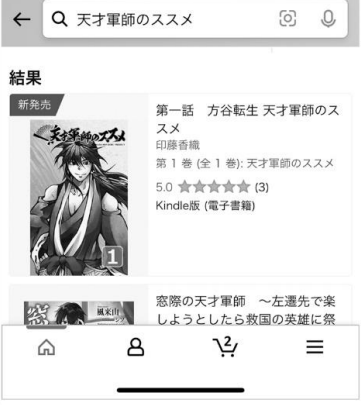 天才軍師のススメ
結果
新発売
天才軍師のススメ
1
第一話　方谷転生 天才軍師のス
スメ
印藤香織
第 1 巻 (全 1 巻): 天才軍師のススメ
5.0 ★★★★★ (3)
Kindle版 (電子書籍)
窓
風来山
窓際の天才軍師　～左遷先で楽
しようとしたら救国の英雄に祭
2